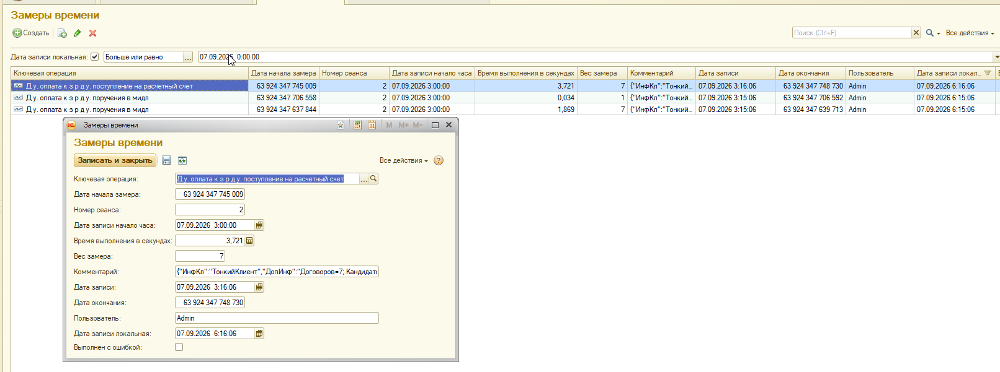 Замеры времени
Создать
Поиск (Ctrl+F)
Все действия
Дата записи локальная: Больше или равно ... 07.09.2026 0:00:00
Ключевая операция Дата начала замера Номер сеанса Дата записи начало часа Время выполнения в секундах Вес замера Комментарий Дата записи Дата окончания Пользователь Дата записи локал...
Д у. оплата к з р д у. поступление на расчетный счет 63 924 347 745 009 2 07.09.2026 3:00:00 3,721 7 {"ИнфКл":"Тонкий... 07.09.2026 3:16:06 63 924 347 748 730 Admin 07.09.2026 6:16:06
Д у. оплата к з р д у. поручения в мидл 63 924 347 706 558 2 07.09.2026 3:00:00 0,034 1 {"ИнфКл":"Тонкий... 07.09.2026 3:15:06 63 924 347 706 592 Admin 07.09.2026 6:15:06
Д у. оплата к з р д у. поручения в мидл 63 924 347 637 844 2 07.09.2026 3:00:00 1,869 7 {"ИнфКл":"Тонкий... 07.09.2026 3:15:06 63 924 347 639 713 Admin 07.09.2026 6:15:06
1С Замеры времени 31 M M+ M-
Замеры времени
Записать и закрыть Все действия ?
Ключевая операция: Д у. оплата к з р д у. поступление на расчетный счет ...
Дата начала замера: 63 924 347 745 009
Номер сеанса: 2
Дата записи начало часа: 07.09.2026 3:00:00
Время выполнения в секундах: 3,721
Вес замера: 7
Комментарий: {"ИнфКл":"ТонкийКлиент","ДопИнф":"Договоров=7; Кандидато
Дата записи: 07.09.2026 3:16:06
Дата окончания: 63 924 347 748 730
Пользователь: Admin
Дата записи локальная: 07.09.2026 6:16:06
Выполнен с ошибкой: